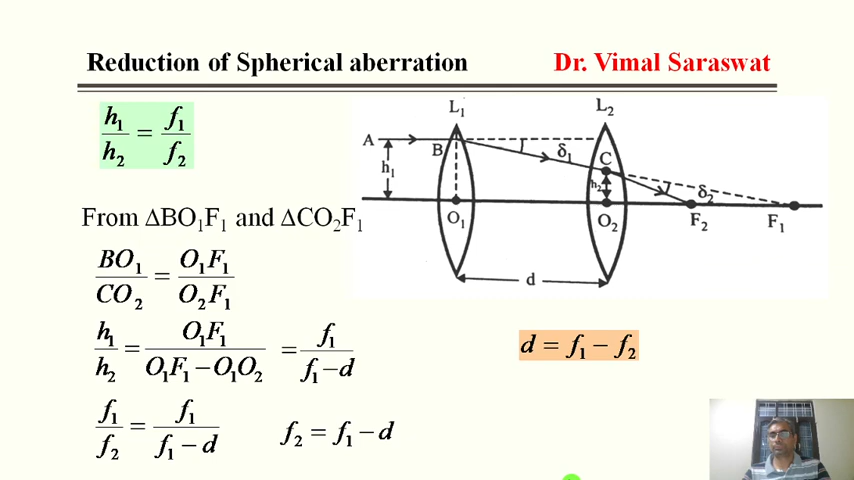 Reduction of Spherical aberration
Dr. Vimal Saraswat
h₁/h₂ = f₁/f₂
L₁
L₂
A
B
δ₁
C
h₁
h₂
δ₂
O₁
O₂
F₂
F₁
d
From ΔBO₁F₁ and ΔCO₂F₁
BO₁/CO₂ = O₁F₁/O₂F₁
h₁/h₂ = O₁F₁/O₁F₁−O₁O₂ = f₁/f₁−d
d = f₁ − f₂
f₁/f₂ = f₁/f₁−d
f₂ = f₁ − d